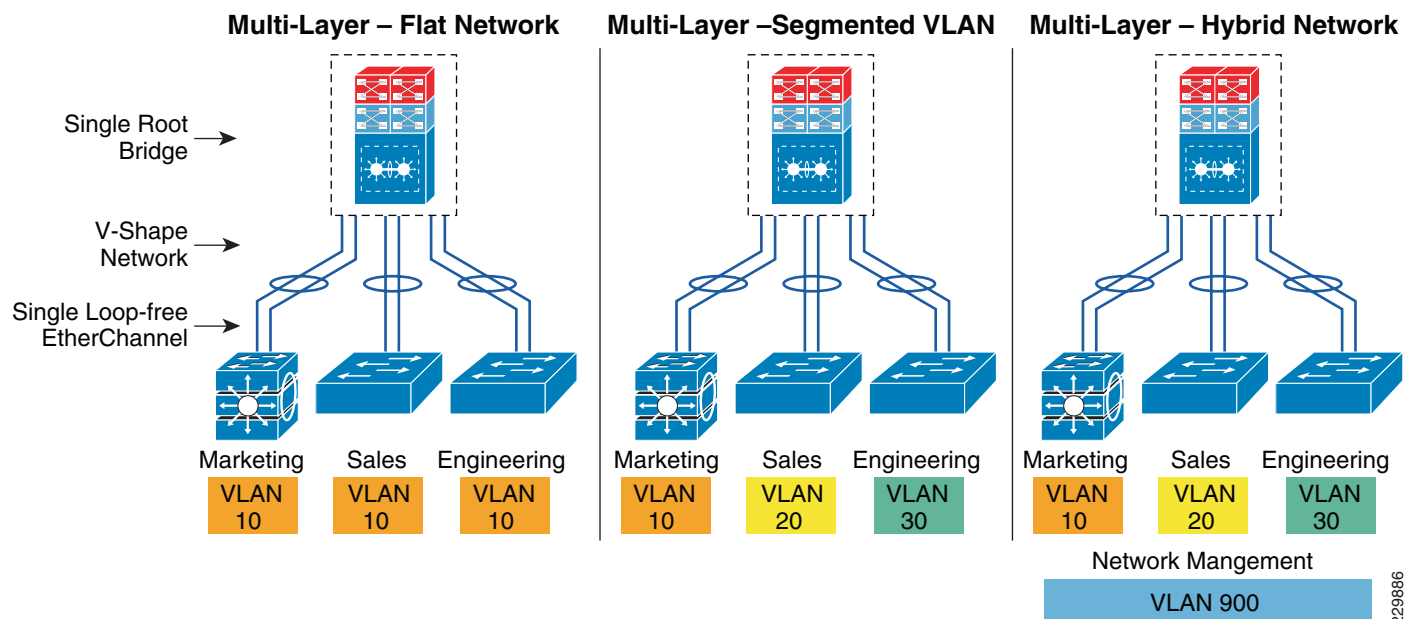 Multi-Layer – Flat Network
Multi-Layer –Segmented VLAN
Multi-Layer – Hybrid Network
Single Root
Bridge
V-Shape
Network
Single Loop-free
EtherChannel
Marketing
Sales
Engineering
VLAN
10
VLAN
10
VLAN
10
Marketing
Sales
Engineering
VLAN
10
VLAN
20
VLAN
30
Marketing
Sales
Engineering
VLAN
10
VLAN
20
VLAN
30
Network Mangement
VLAN 900